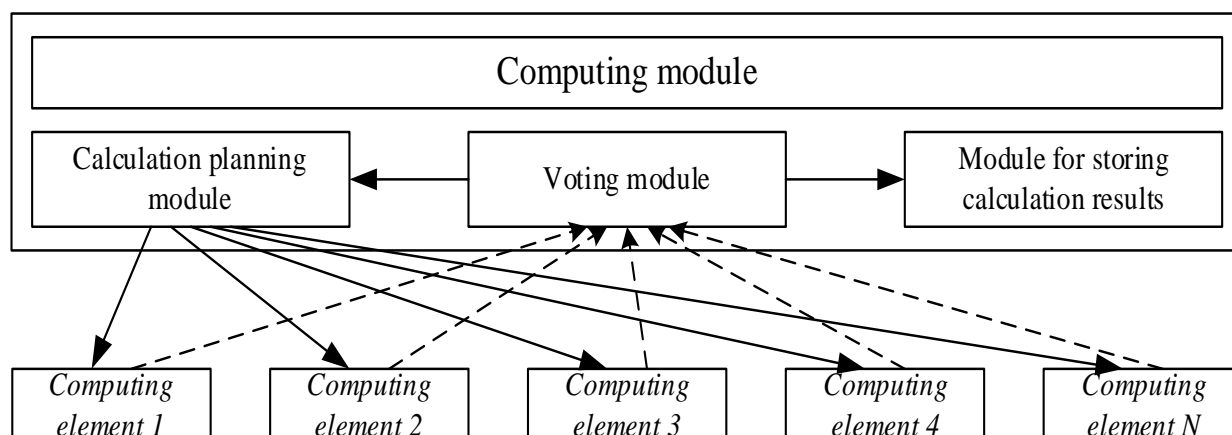 Computing module
Calculation planning
module
Voting module
Module for storing
calculation results
Computing
element 1
Computing
element 2
Computing
element 3
Computing
element 4
Computing
element N